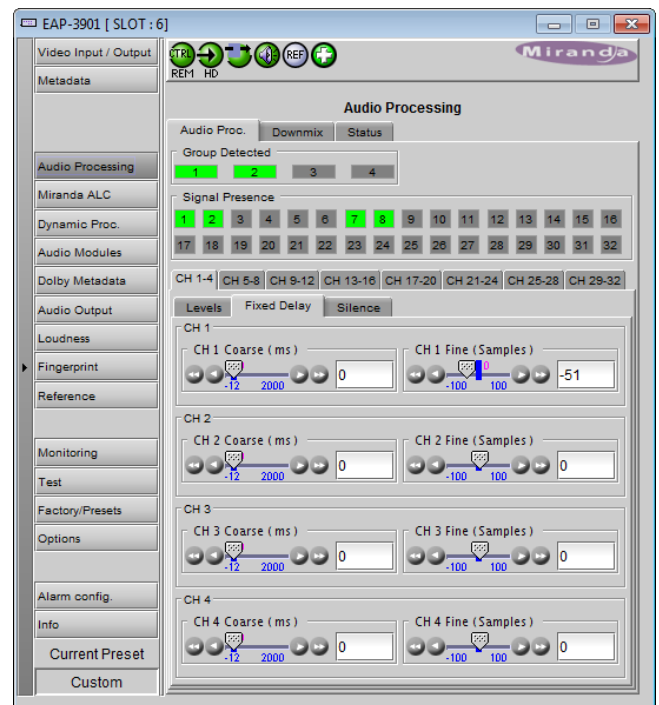 EAP-3901 [ SLOT : 6]
Video Input / Output
Metadata
Audio Processing
Miranda ALC
Dynamic Proc.
Audio Modules
Dolby Metadata
Audio Output
Loudness
Fingerprint
Reference
Monitoring
Test
Factory/Presets
Options
Alarm config.
Info
Current Preset
Custom
CTRL REF
REM HD
Miranda
Audio Processing
Audio Proc. Downmix Status
Group Detected
1 2 3 4
Signal Presence
1 2 3 4 5 6 7 8 9 10 11 12 13 14 15 16
17 18 19 20 21 22 23 24 25 26 27 28 29 30 31 32
CH 1-4 CH 5-8 CH 9-12 CH 13-16 CH 17-20 CH 21-24 CH 25-28 CH 29-32
Levels Fixed Delay Silence
CH 1
CH 1 Coarse ( ms ) CH 1 Fine (Samples )
0 0 -51
-12 2000 -100 100
CH 2
CH 2 Coarse ( ms ) CH 2 Fine (Samples )
0 0
-12 2000 -100 100
CH 3
CH 3 Coarse ( ms ) CH 3 Fine (Samples )
0 0
-12 2000 -100 100
CH 4
CH 4 Coarse ( ms ) CH 4 Fine (Samples )
0 0
-12 2000 -100 100